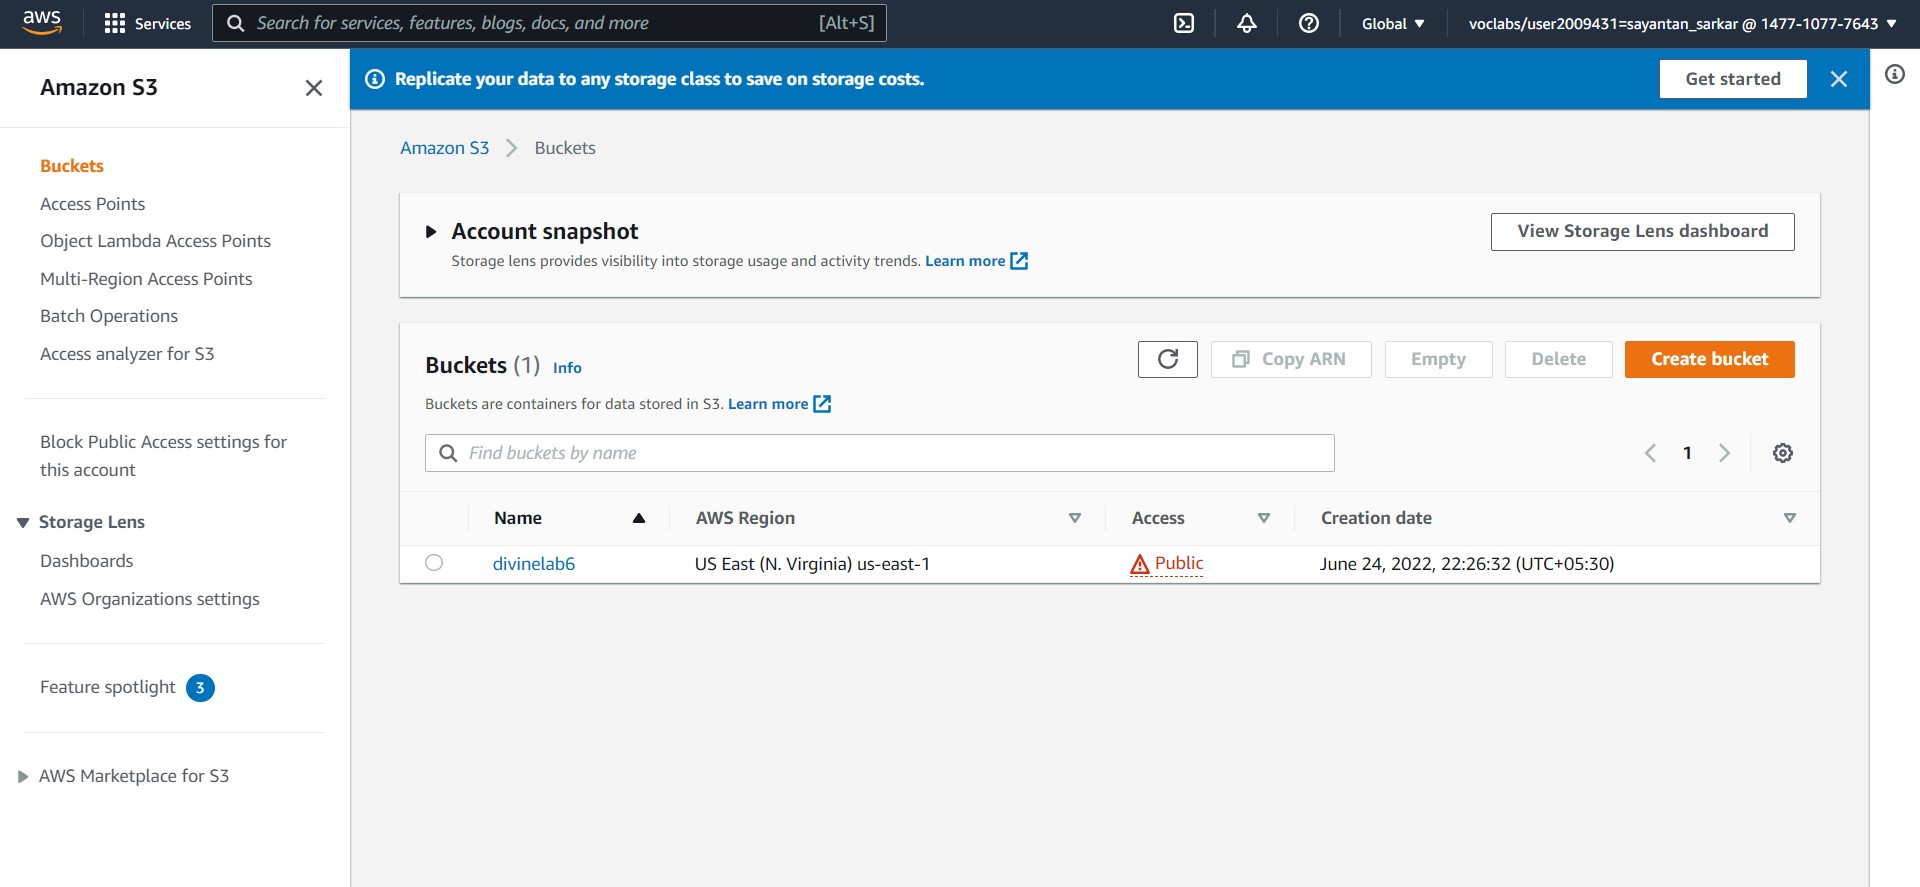 aws
Services
Search for services, features, blogs, docs, and more [Alt+S]
Global
voclabs/user2009431=sayantan_sarkar @ 1477-1077-7643
Amazon S3
Buckets
Access Points
Object Lambda Access Points
Multi-Region Access Points
Batch Operations
Access analyzer for S3
Block Public Access settings for
this account
Storage Lens
Dashboards
AWS Organizations settings
Feature spotlight 3
AWS Marketplace for S3
Replicate your data to any storage class to save on storage costs.
Get started
Amazon S3 Buckets
Account snapshot
View Storage Lens dashboard
Storage lens provides visibility into storage usage and activity trends. Learn more
Buckets (1) Info
Copy ARN
Empty
Delete
Create bucket
Buckets are containers for data stored in S3. Learn more
Find buckets by name
1
Name AWS Region Access Creation date
divinelab6 US East (N. Virginia) us-east-1 Public June 24, 2022, 22:26:32 (UTC+05:30)